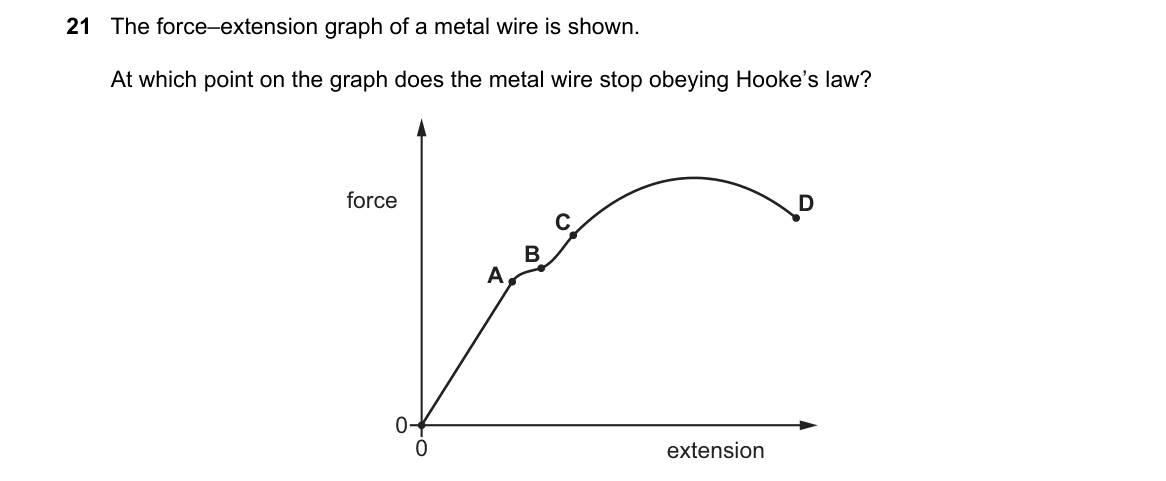 21 The force–extension graph of a metal wire is shown.
At which point on the graph does the metal wire stop obeying Hooke’s law?
force
D
C
B
A
0
0
extension